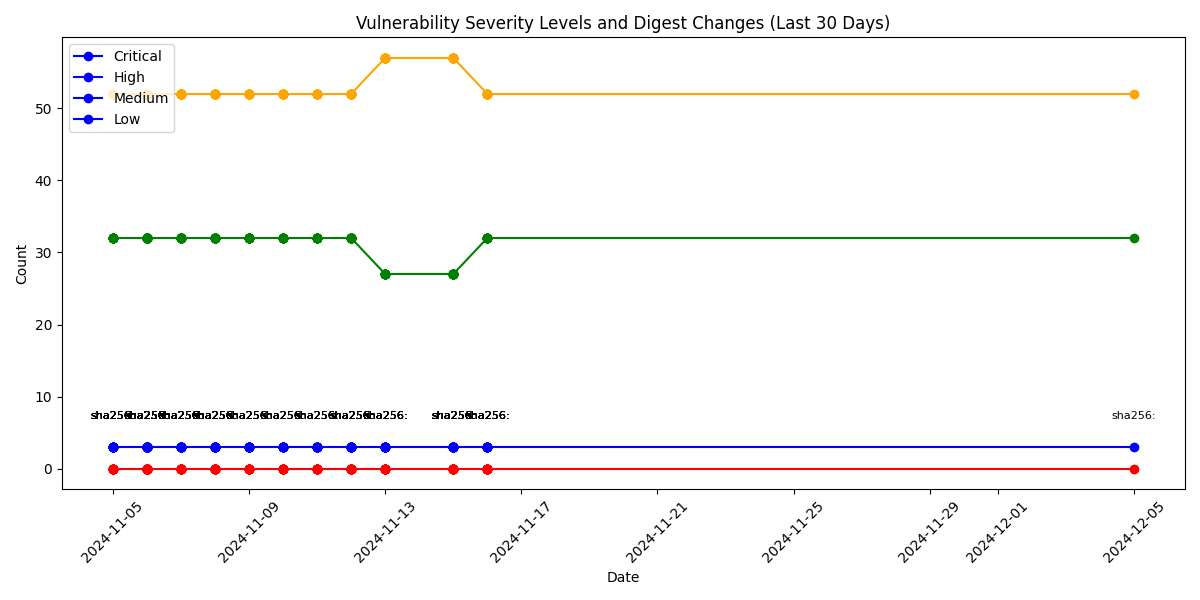 Vulnerability Severity Levels and Digest Changes (Last 30 Days)
Critical
High
Medium
Low
50
40
30
20
10
0
Count
sha256: sha256: sha256: sha256: sha256: sha256: sha256: sha256: sha256: sha256: sha256: sha256:
2024-11-05
2024-11-09
2024-11-13
2024-11-17
2024-11-21
2024-11-25
2024-11-29
2024-12-01
2024-12-05
Date